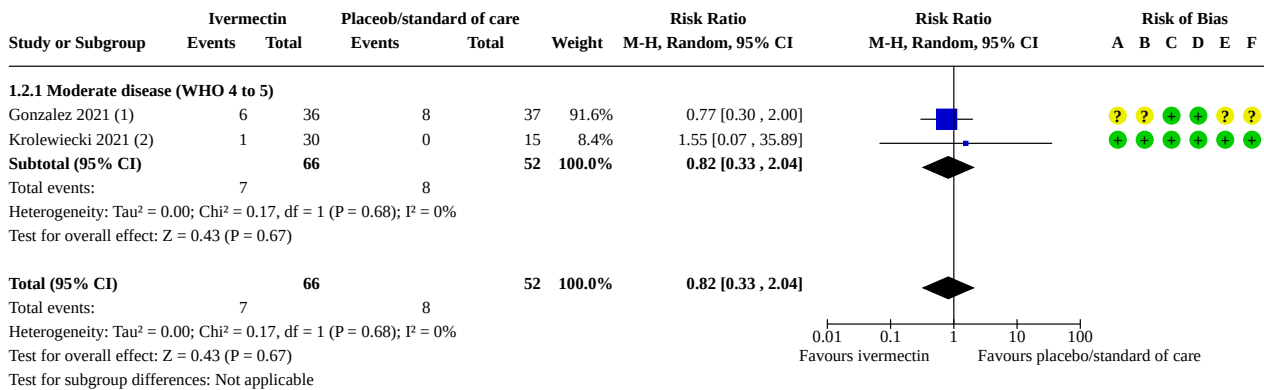 Ivermectin Placeob/standard of care Risk Ratio Risk Ratio Risk of Bias
Study or Subgroup Events Total Events Total Weight M-H, Random, 95% CI M-H, Random, 95% CI A B C D E F
1.2.1 Moderate disease (WHO 4 to 5)
Gonzalez 2021 (1) 6 36 8 37 91.6% 0.77 [0.30 , 2.00] ? ? + + ? ?
Krolewiecki 2021 (2) 1 30 0 15 8.4% 1.55 [0.07 , 35.89] + + + + + +
Subtotal (95% CI) 66 52 100.0% 0.82 [0.33 , 2.04]
Total events: 7 8
Heterogeneity: Tau² = 0.00; Chi² = 0.17, df = 1 (P = 0.68); I² = 0%
Test for overall effect: Z = 0.43 (P = 0.67)
Total (95% CI) 66 52 100.0% 0.82 [0.33 , 2.04]
Total events: 7 8
Heterogeneity: Tau² = 0.00; Chi² = 0.17, df = 1 (P = 0.68); I² = 0%
0.01 0.1 1 10 100
Test for overall effect: Z = 0.43 (P = 0.67) Favours ivermectin Favours placebo/standard of care
Test for subgroup differences: Not applicable